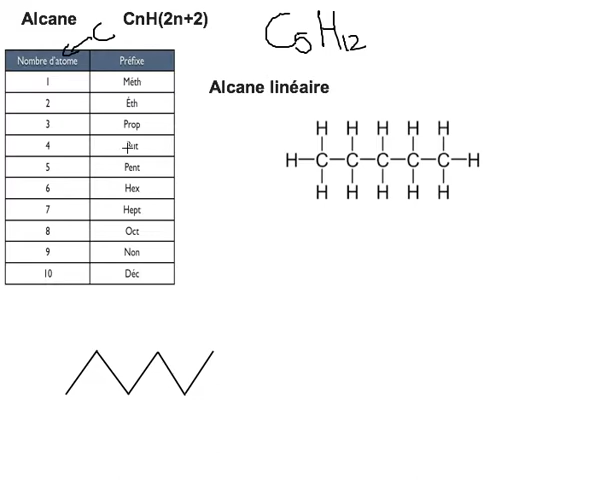 Alcane CnH(2n+2)
C
C5H12
Nombre d'atome Préfixe
1 Méth
2 Éth
3 Prop
4 But
5 Pent
6 Hex
7 Hept
8 Oct
9 Non
10 Déc
Alcane linéaire
H H H H H
H-C-C-C-C-C-H
H H H H H